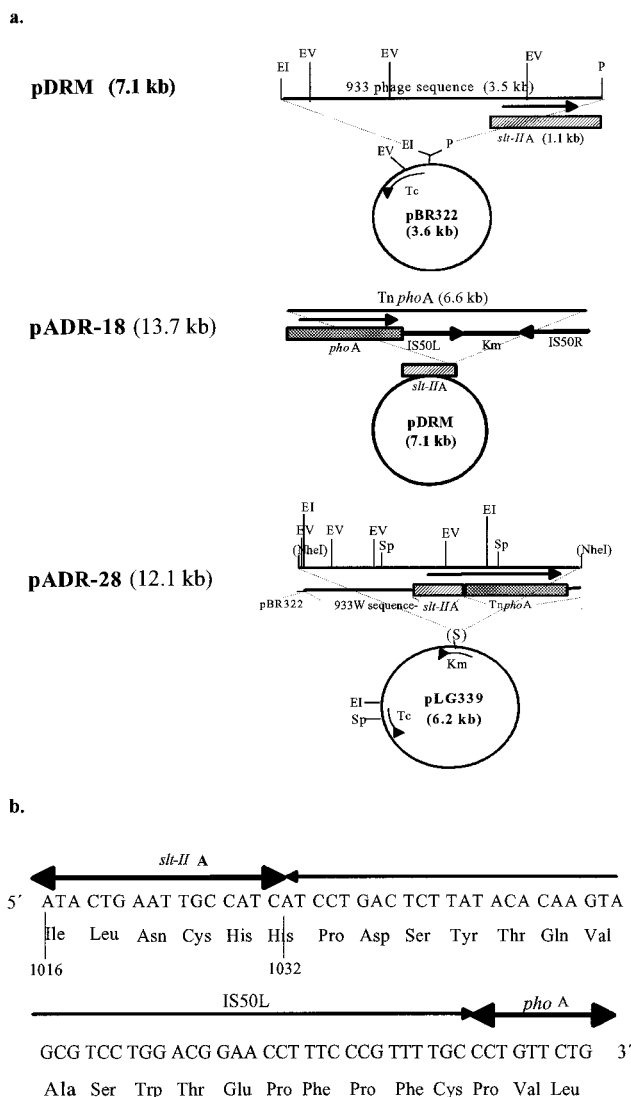 a.
EV EV EV
EI P
pDRM (7.1 kb)
933 phage sequence (3.5 kb)
slt-IIA (1.1 kb)
EI P
EV
Tc
pBR322
(3.6 kb)
TnphoA (6.6 kb)
pADR-18 (13.7 kb)
phoA IS50L Km IS50R
slt-IIA
pDRM
(7.1 kb)
EI EI
EV EV EV EV
(NheI) Sp Sp (NheI)
pADR-28 (12.1 kb)
pBR322 933W sequence- slt-IIA TnphoA
(S)
Km
EI
Sp
Tc
pLG339
(6.2 kb)
b.
slt-II A
5´ ATA CTG AAT TGC CAT CAT CCT GAC TCT TAT ACA CAA GTA
Ile Leu Asn Cys His His Pro Asp Ser Tyr Thr Gln Val
1016 1032
IS50L pho A
GCG TCC TGG ACG GAA CCT TTC CCG TTT TGC CCT GTT CTG 3´
Ala Ser Trp Thr Glu Pro Phe Pro Phe Cys Pro Val Leu